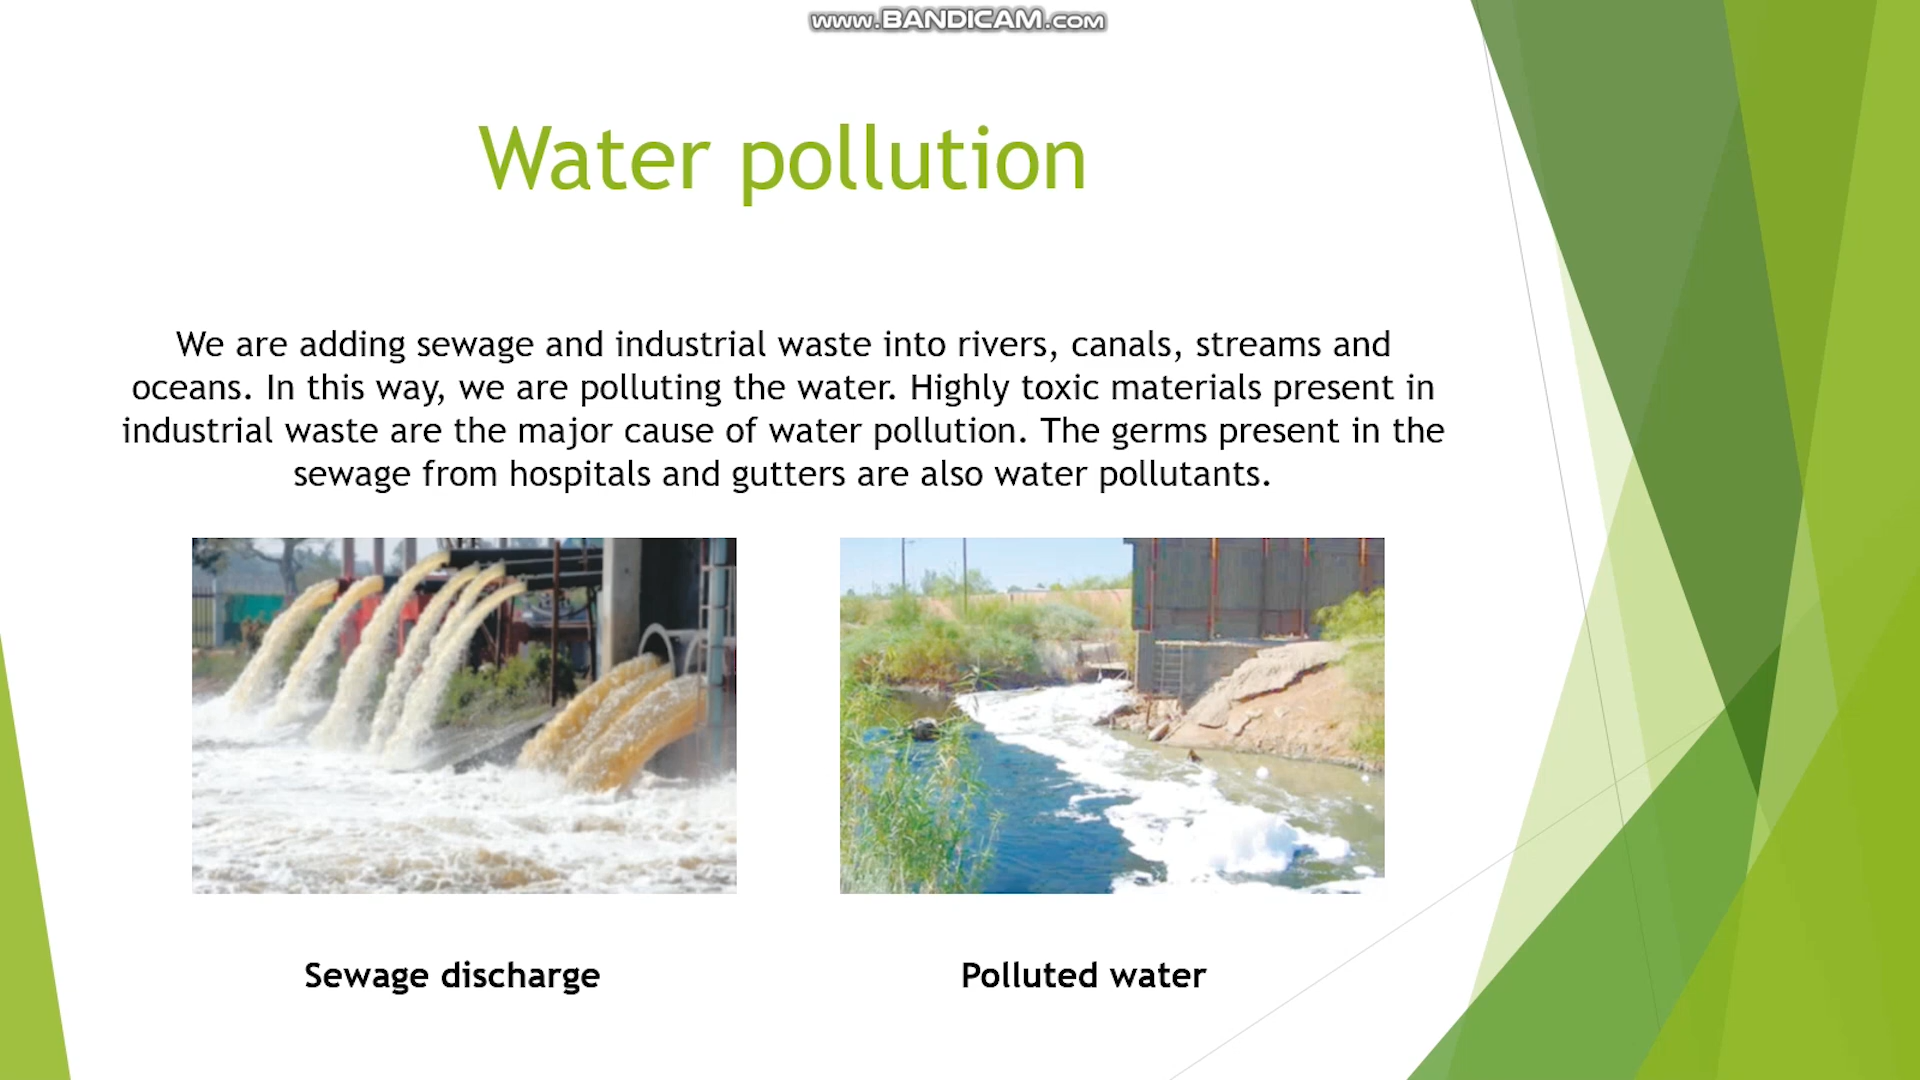 www.BANDICAM.com
Water pollution
We are adding sewage and industrial waste into rivers, canals, streams and
oceans. In this way, we are polluting the water. Highly toxic materials present in
industrial waste are the major cause of water pollution. The germs present in the
sewage from hospitals and gutters are also water pollutants.
Sewage discharge
Polluted water